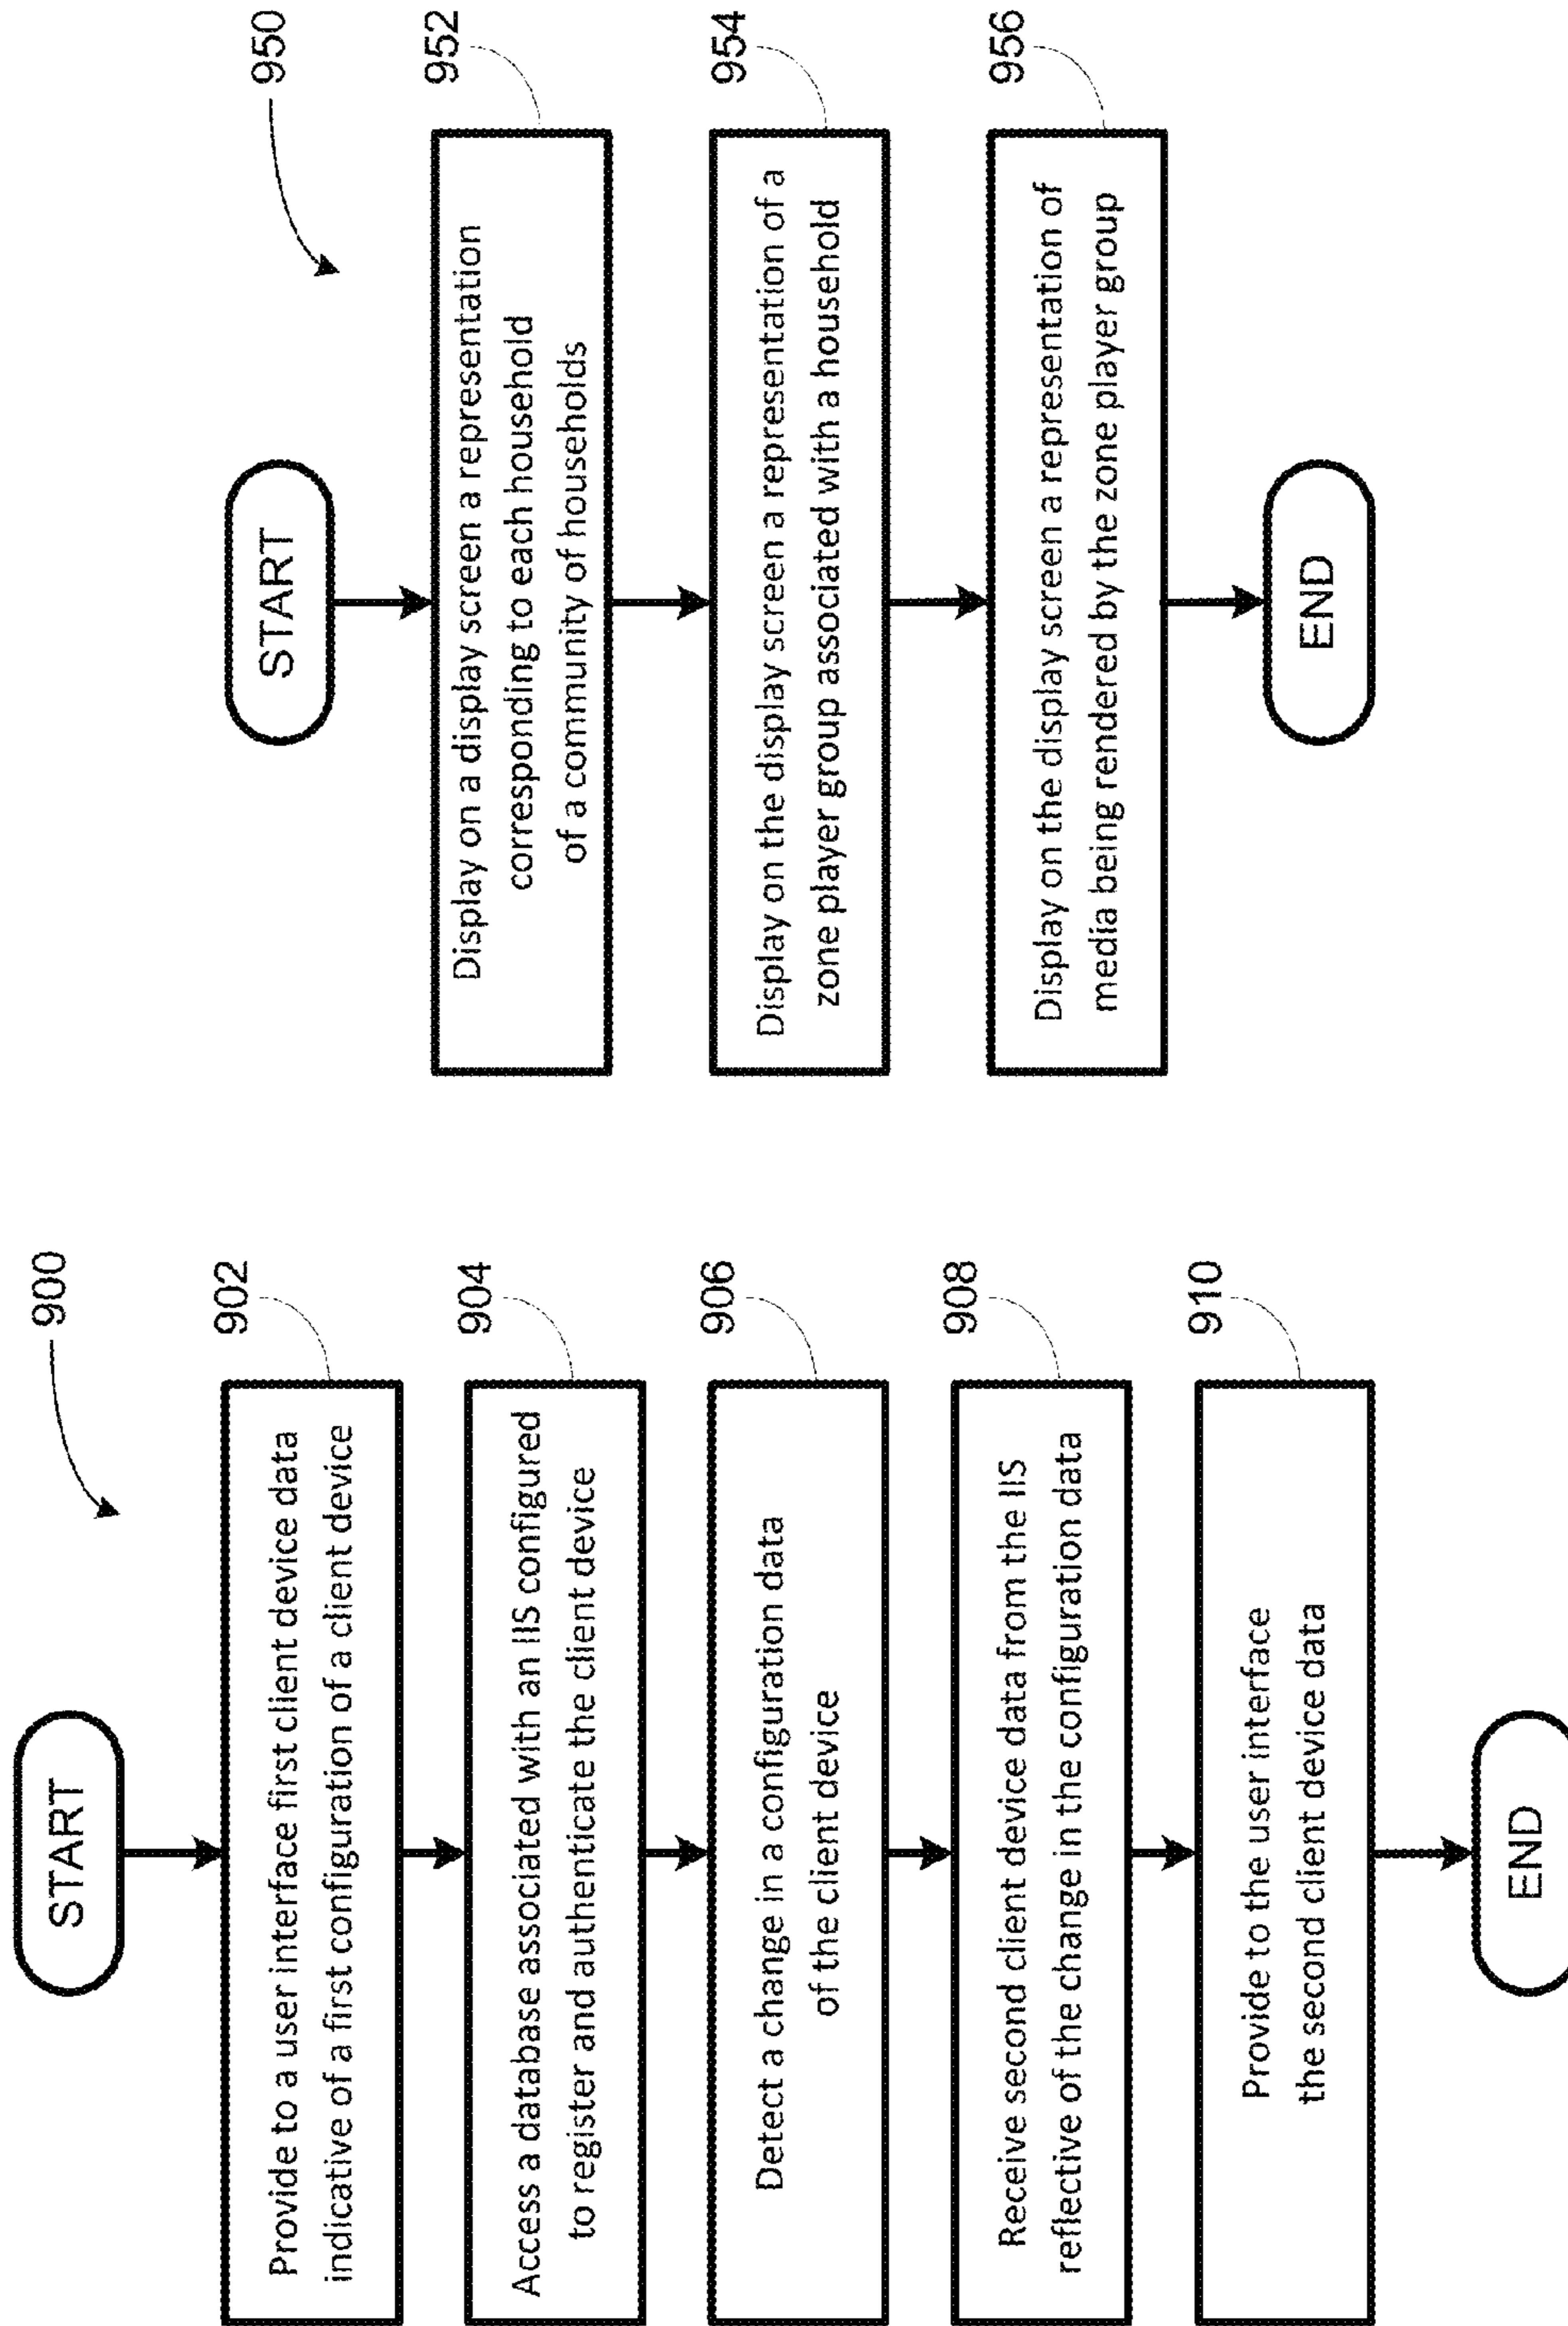 900
START
902
Provide to a user interface first client device data
indicative of a first configuration of a client device
904
Access a database associated with an IIS configured
to register and authenticate the client device
906
Detect a change in a configuration data
of the client device
908
Receive second client device data from the IIS
reflective of the change in the configuration data
910
Provide to the user interface
the second client device data
END
950
START
952
Display on a display screen a representation
corresponding to each household
of a community of households
954
Display on the display screen a representation of a
zone player group associated with a household
956
Display on the display screen a representation of
media being rendered by the zone player group
END